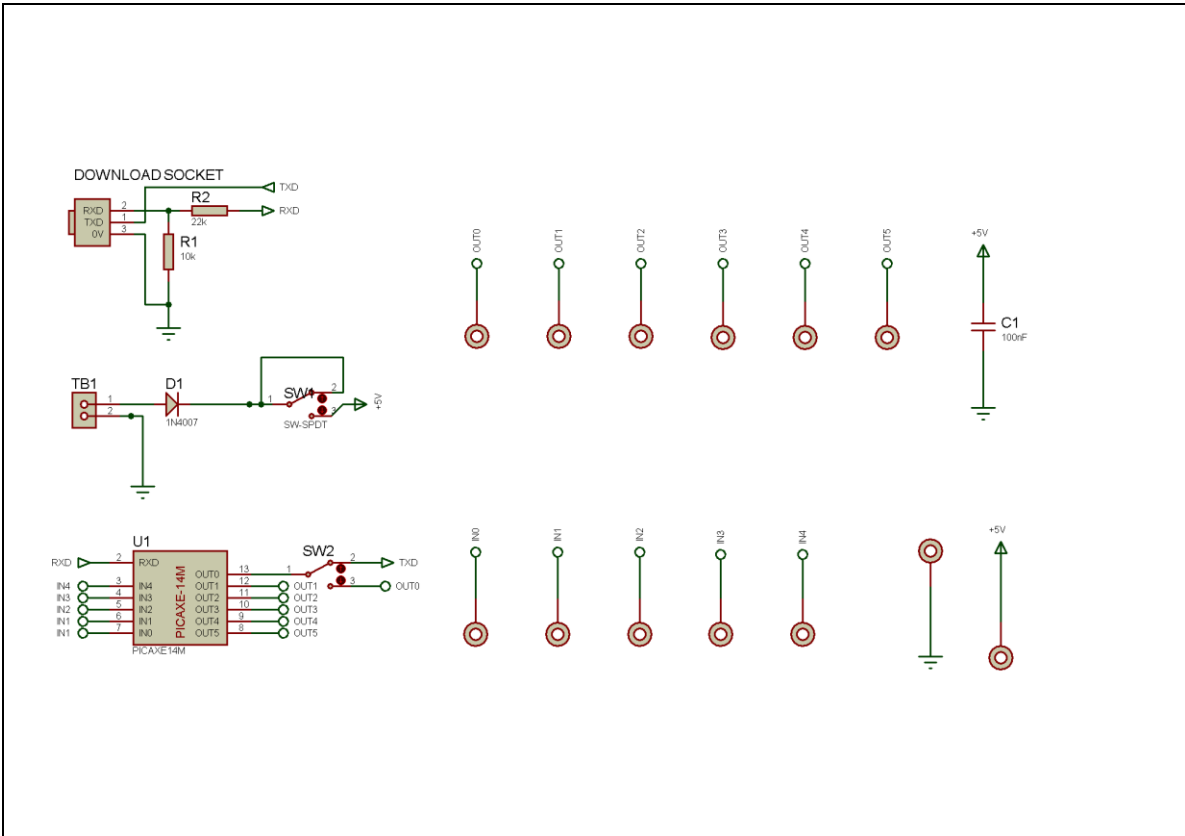 DOWNLOAD SOCKET
RXD 2
TXD 1
0V 3
TXD
R2
22k
RXD
R1
10k
OUT0
OUT1
OUT2
OUT3
OUT4
OUT5
+5V
C1
100nF
TB1
1
2
D1
1N4007
1
SW1
2
3
SW-SPDT
+5V
U1
RXD 2 RXD
IN4 3 IN4
IN3 4 IN3
IN2 5 IN2
IN1 6 IN1
IN1 7 IN0
PICAXE-14M
OUT0 13
OUT1 12 OUT1
OUT2 11 OUT2
OUT3 10 OUT3
OUT4 9 OUT4
OUT5 8 OUT5
PICAXE14M
SW2
1
2 TXD
3 OUT0
IN0
IN1
IN2
IN3
IN4
+5V